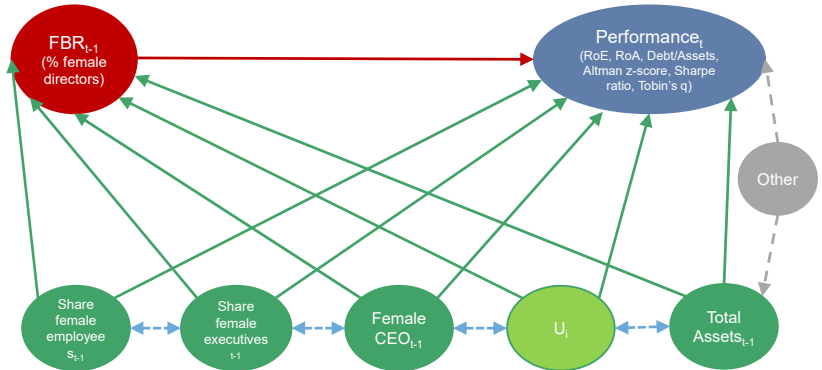 FBRt-1
(% female
directors)
Performancet
(RoE, RoA, Debt/Assets,
Altman z-score, Sharpe
ratio, Tobin's q)
Other
Share
female
employee
st-1
Share
female
executives
t-1
Female
CEOt-1
Ui
Total
Assetst-1